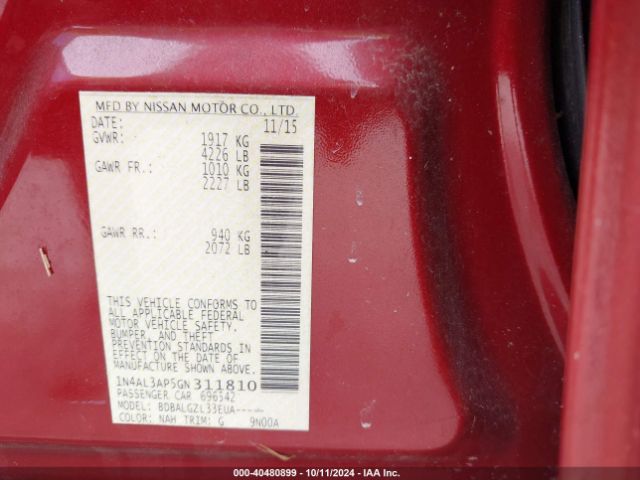 MFD BY NISSAN MOTOR CO., LTD.
DATE: 11/15
GVWR: 1917 KG
4226 LB
GAWR FR.: 1010 KG
2227 LB
GAWR RR.: 940 KG
2072 LB
THIS VEHICLE CONFORMS TO
ALL APPLICABLE FEDERAL
MOTOR VEHICLE SAFETY,
BUMPER, AND THEFT
PREVENTION STANDARDS IN
EFFECT ON THE DATE OF
MANUFACTURE SHOWN ABOVE.
1N4AL3AP5GN311810
PASSENGER CAR 696542
MODEL: BDBALGZL33EUA-----
COLOR: NAH TRIM: G 9N00A
000-40480899 - 10/11/2024 - IAA Inc.